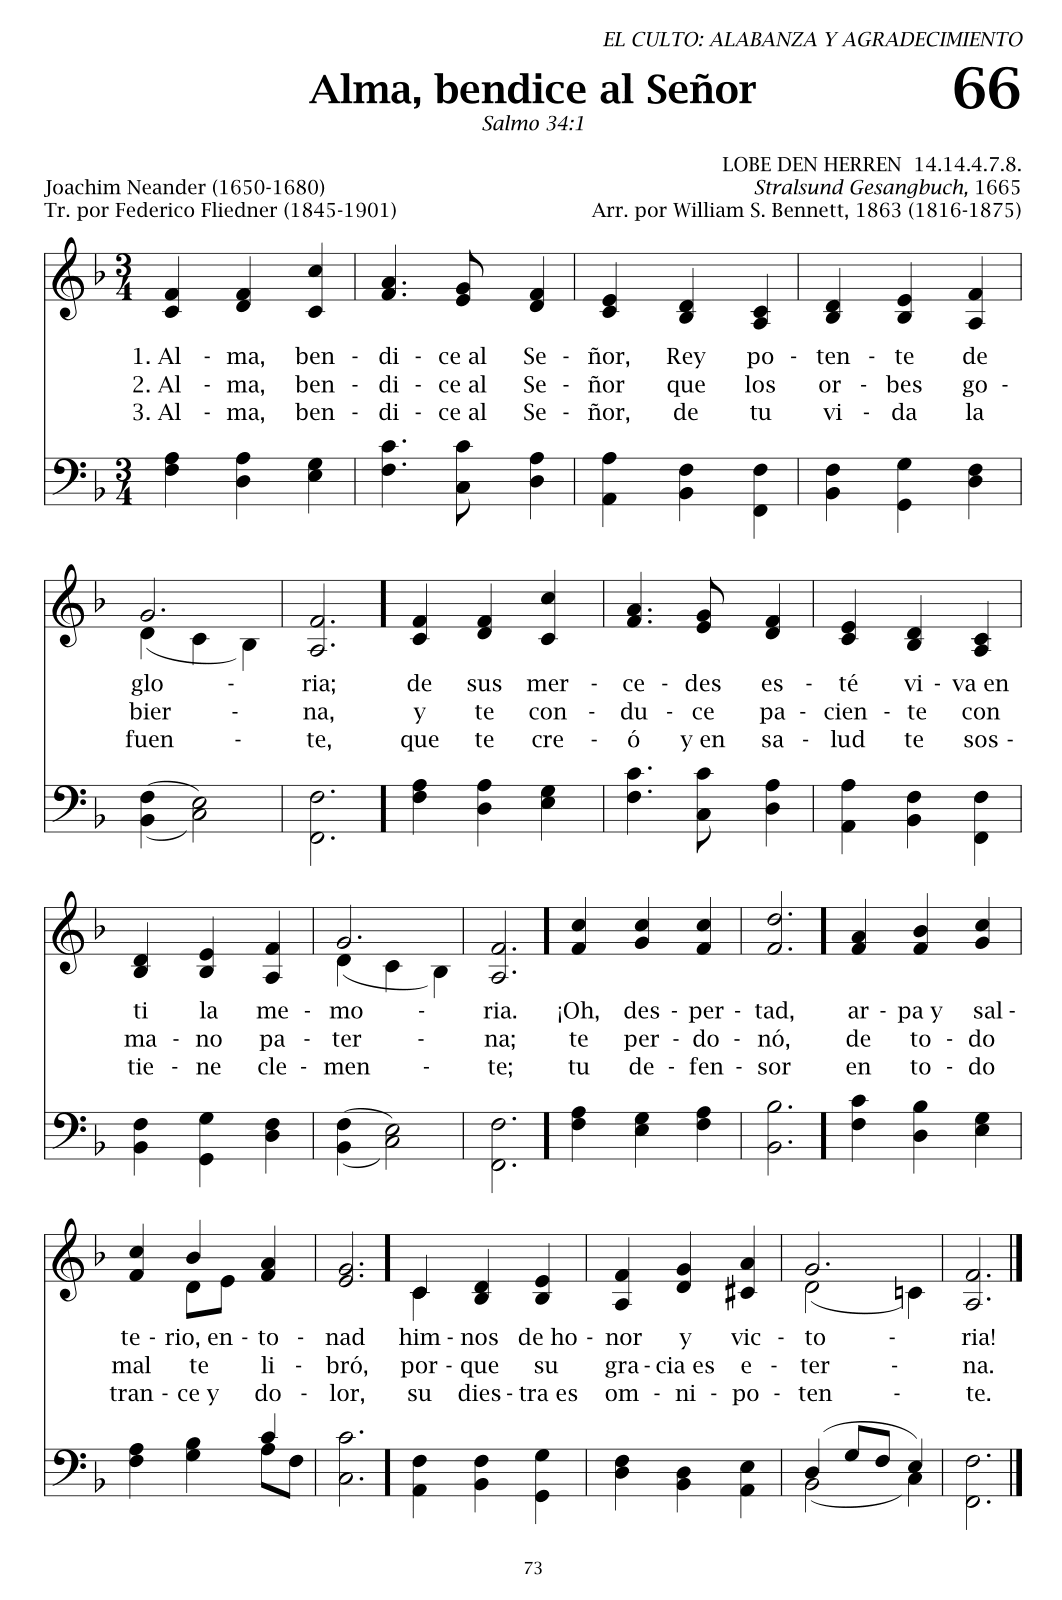 EL CULTO: ALABANZA Y AGRADECIMIENTO
Alma, bendice al Señor 66
Salmo 34:1
LOBE DEN HERREN 14.14.4.7.8.
Joachim Neander (1650-1680) Stralsund Gesangbuch, 1665
Tr. por Federico Fliedner (1845-1901) Arr. por William S. Bennett, 1863 (1816-1875)
1. Al - ma, ben - di - ce al Se - ñor, Rey po - ten - te de
2. Al - ma, ben - di - ce al Se - ñor que los or - bes go -
3. Al - ma, ben - di - ce al Se - ñor, de tu vi - da la
glo - ria; de sus mer - ce - des es - té vi - va en
bier - na, y te con - du - ce pa - cien - te con
fuen - te, que te cre - ó y en sa - lud te sos -
ti la me - mo - ria. ¡Oh, des - per - tad, ar - pa y sal -
ma - no pa - ter - na; te per - do - nó, de to - do
tie - ne cle - men - te; tu de - fen - sor en to - do
te - rio, en - to - nad him - nos de ho - nor y vic - to - ria!
mal te li - bró, por - que su gra - cia es e - ter - na.
tran - ce y do - lor, su dies - tra es om - ni - po - ten - te.
73